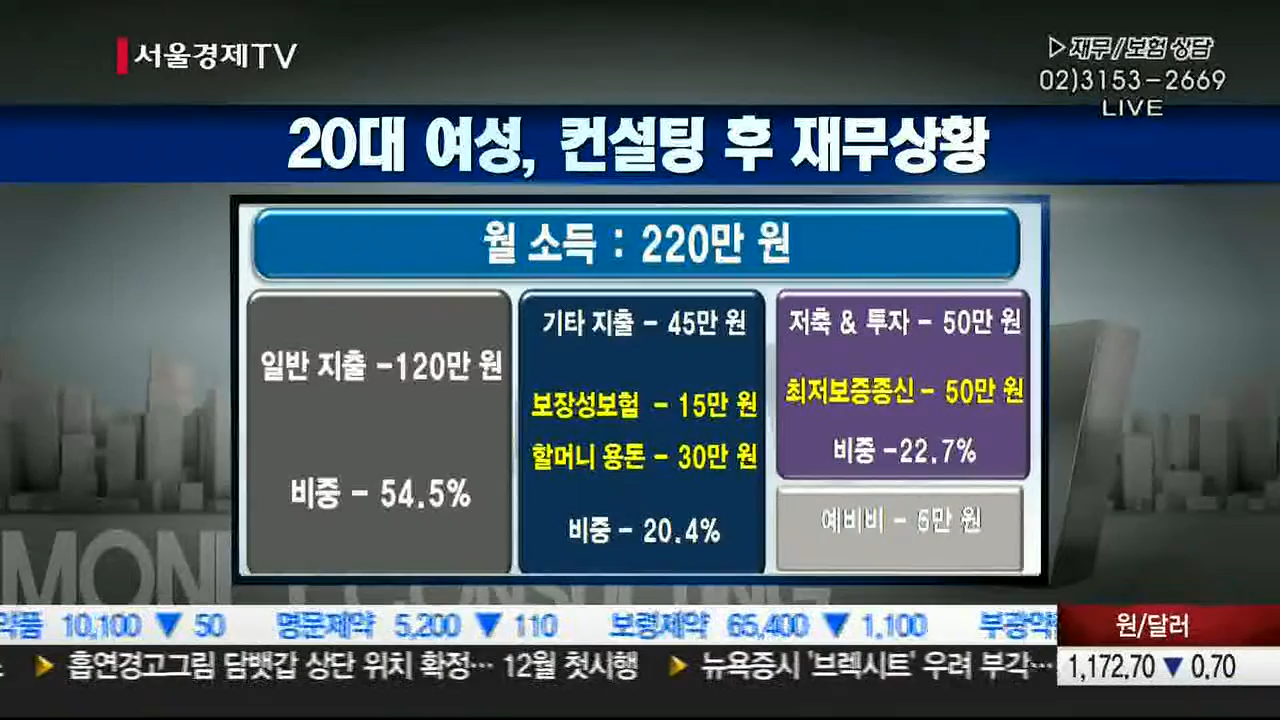 서울경제TV
▷재무/보험 상담
02)3153-2669
LIVE
20대 여성, 컨설팅 후 재무상황
월 소득 : 220만 원
일반 지출 -120만 원
비중 - 54.5%
기타 지출 - 45만 원
보장성보험 - 15만 원
할머니 용돈 - 30만 원
비중 - 20.4%
저축 & 투자 - 50만 원
최저보증종신 - 50만 원
비중 -22.7%
예비비 - 5만 원
약품 10,100 ▼ 50 명문제약 5,200 ▼ 110 보령제약 65,400 ▼ 1,100 부광약
원/달러
흡연경고그림 담뱃갑 상단 위치 확정… 12월 첫시행 ▶ 뉴욕증시 '브렉시트' 우려 부각…
1,172.70 ▼ 0.70